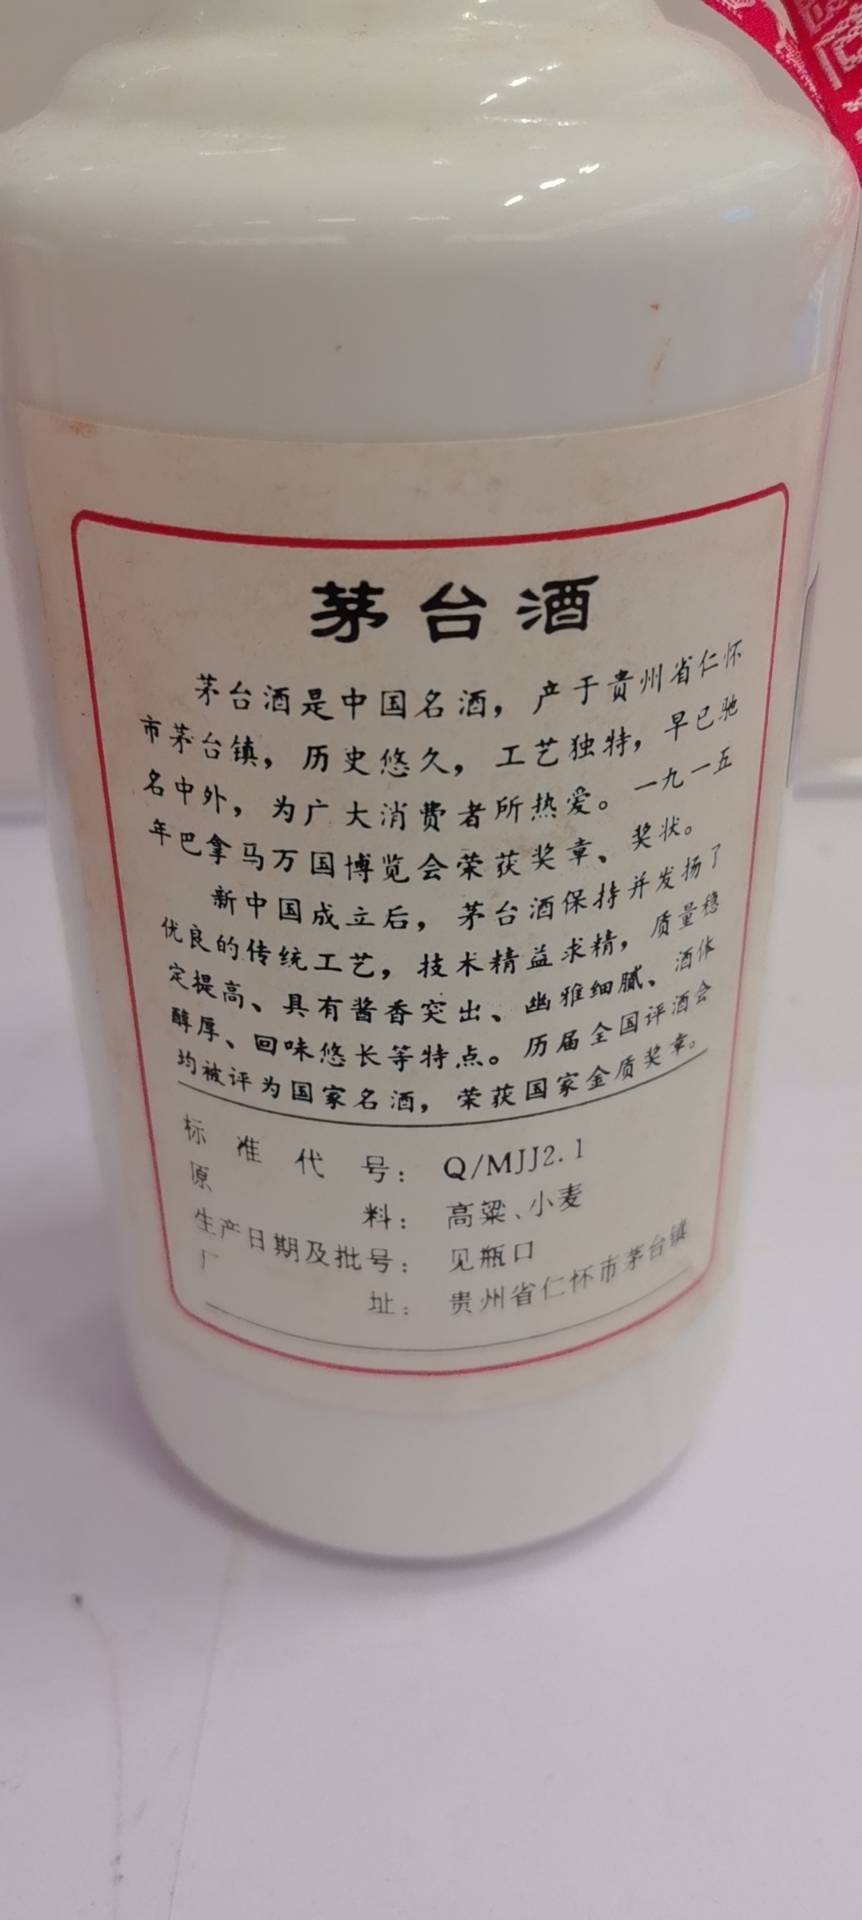 茅台酒
茅台酒是中国名酒，产于贵州省仁怀
市茅台镇，历史悠久，工艺独特，早已驰
名中外，为广大消费者所热爱。一九一五
年巴拿马万国博览会荣获奖章、奖状。
新中国成立后，茅台酒保持并发扬了
优良的传统工艺，技术精益求精，质量稳
定提高、具有酱香突出、幽雅细腻、酒体
醇厚、回味悠长等特点。历届全国评酒会
均被评为国家名酒，荣获国家金质奖章。
标准代号：Q/MJJ2.1
原料：高粱、小麦
生产日期及批号：见瓶口
厂址：贵州省仁怀市茅台镇